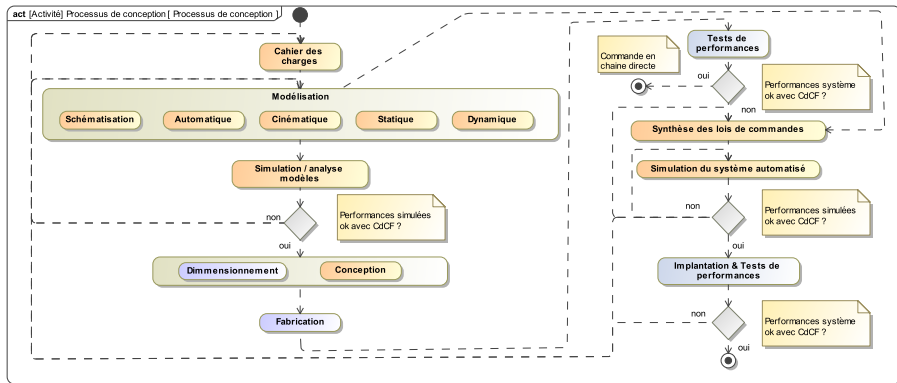 act [Activité] Processus de conception [ Processus de conception ]
Cahier des
charges
Modélisation
Schématisation
Automatique
Cinématique
Statique
Dynamique
Simulation / analyse
modèles
non
Performances simulées
ok avec CdCF ?
oui
Dimmensionnement
Conception
Fabrication
Tests de
performances
Commande en
chaine directe
oui
Performances système
ok avec CdCF ?
non
Synthèse des lois de commandes
Simulation du système automatisé
non
Performances simulées
ok avec CdCF ?
oui
Implantation & Tests de
performances
non
Performances système
ok avec CdCF ?
oui